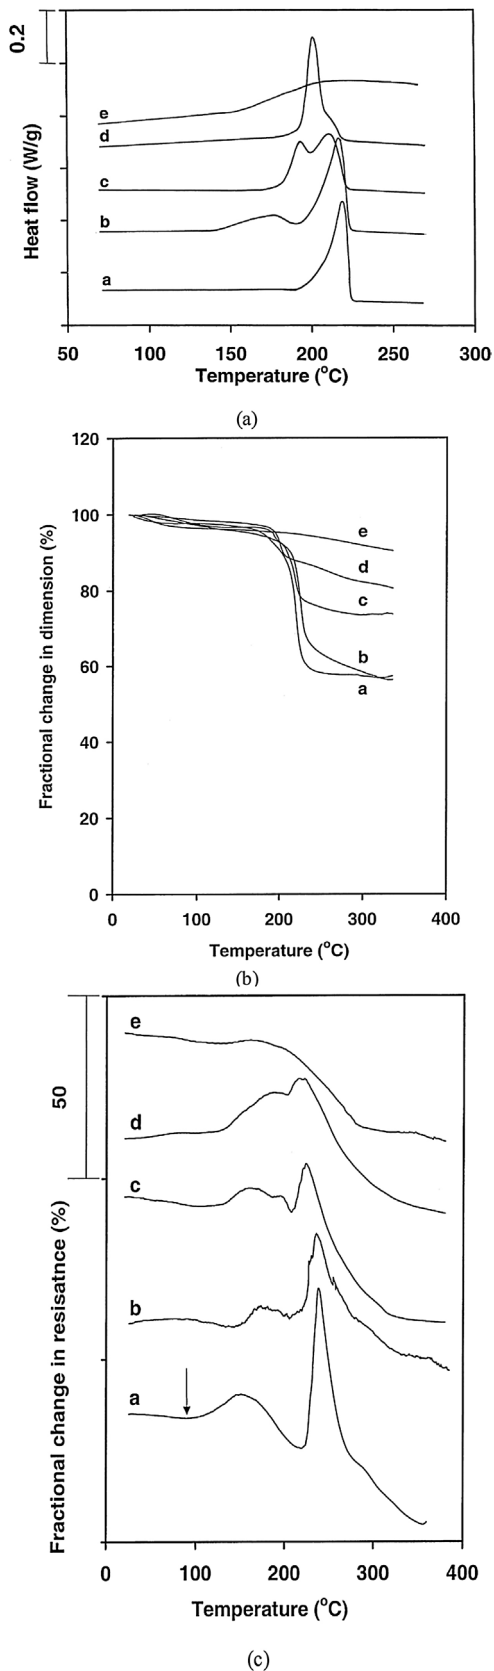 0.2
Heat flow (W/g)
e
d
c
b
a
50 100 150 200 250 300
Temperature (°C)
(a)
120
100
80
60
40
20
0
Fractional change in dimension (%)
e
d
c
b
a
0 100 200 300 400
Temperature (°C)
(b)
50
Fractional change in resisatnce (%)
e
d
c
b
a
0 100 200 300 400
Temperature (°C)
(c)